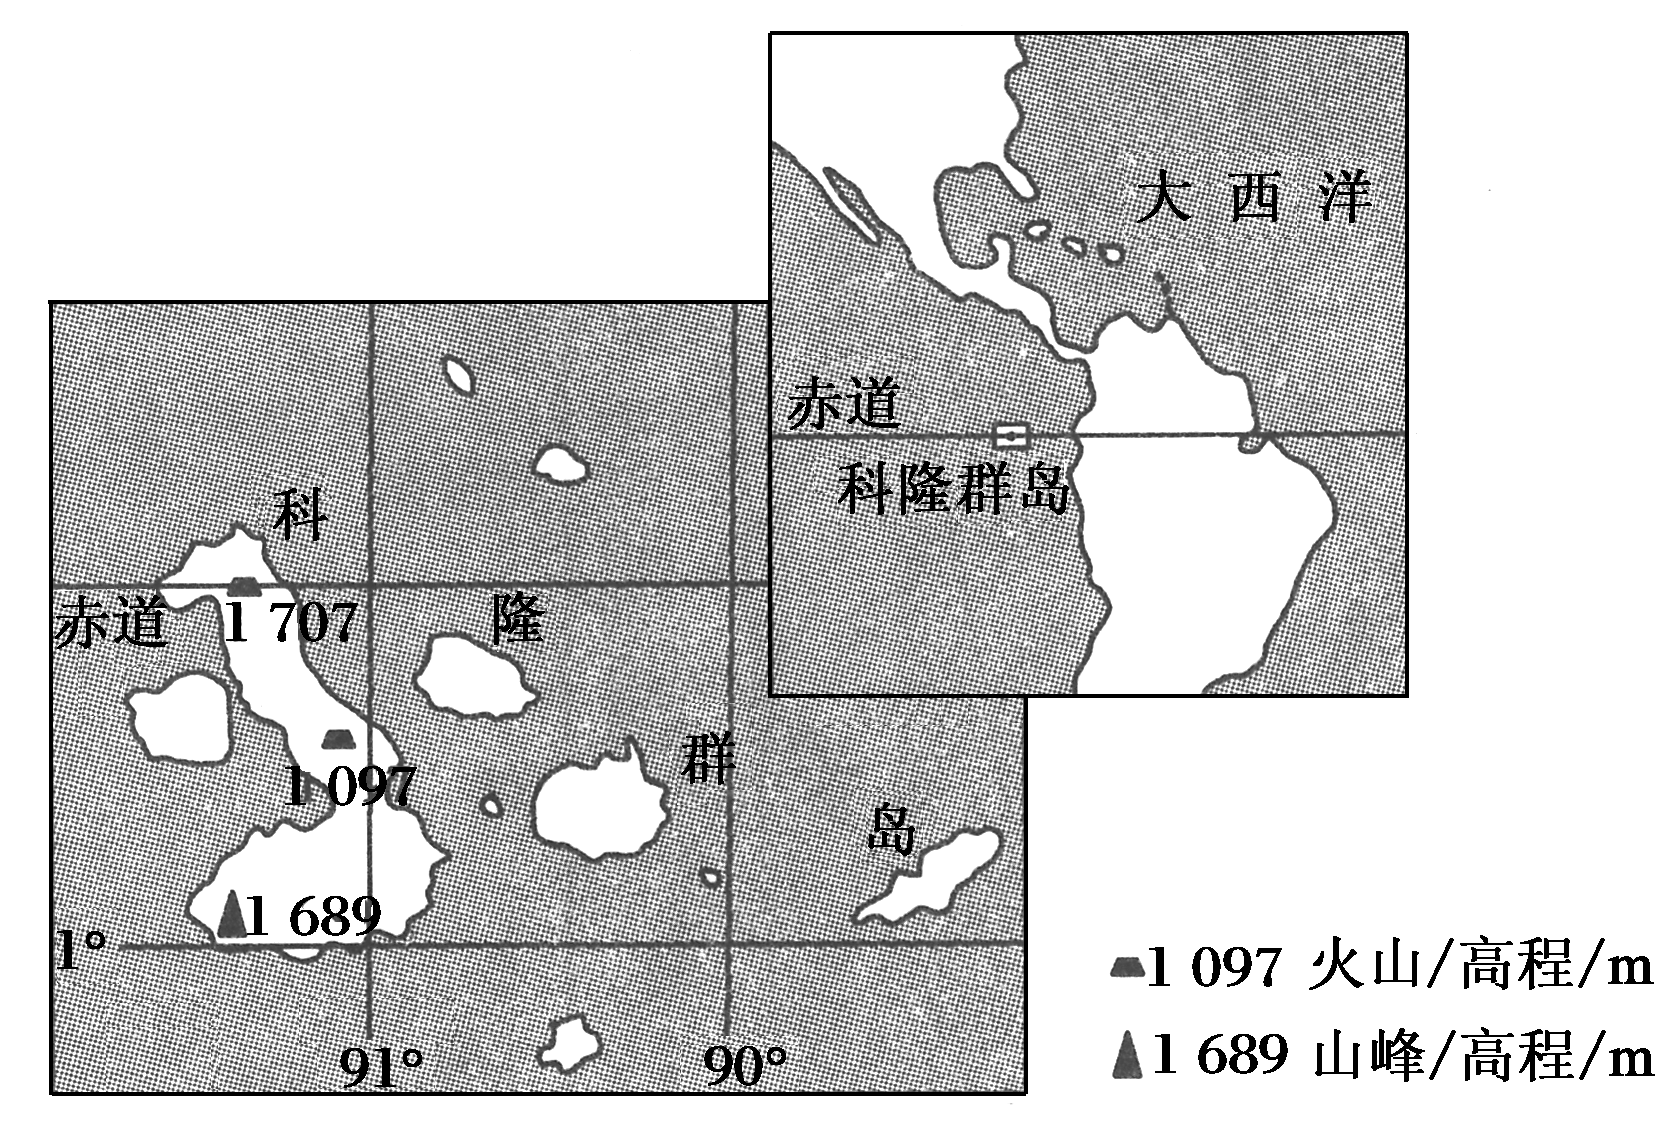 大西洋
赤道
科隆群岛
科
赤道
1 707
隆
群
1 097
岛
1 689
1°
91°
90°
1 097 火山/高程/m
1 689 山峰/高程/m